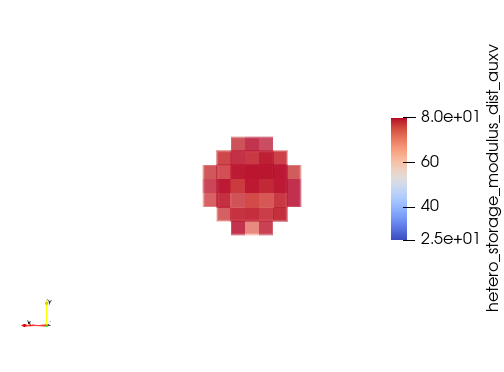 8.0e+01
60
40
2.5e+01
hetero_storage_modulus_dist_auxv
Y
X